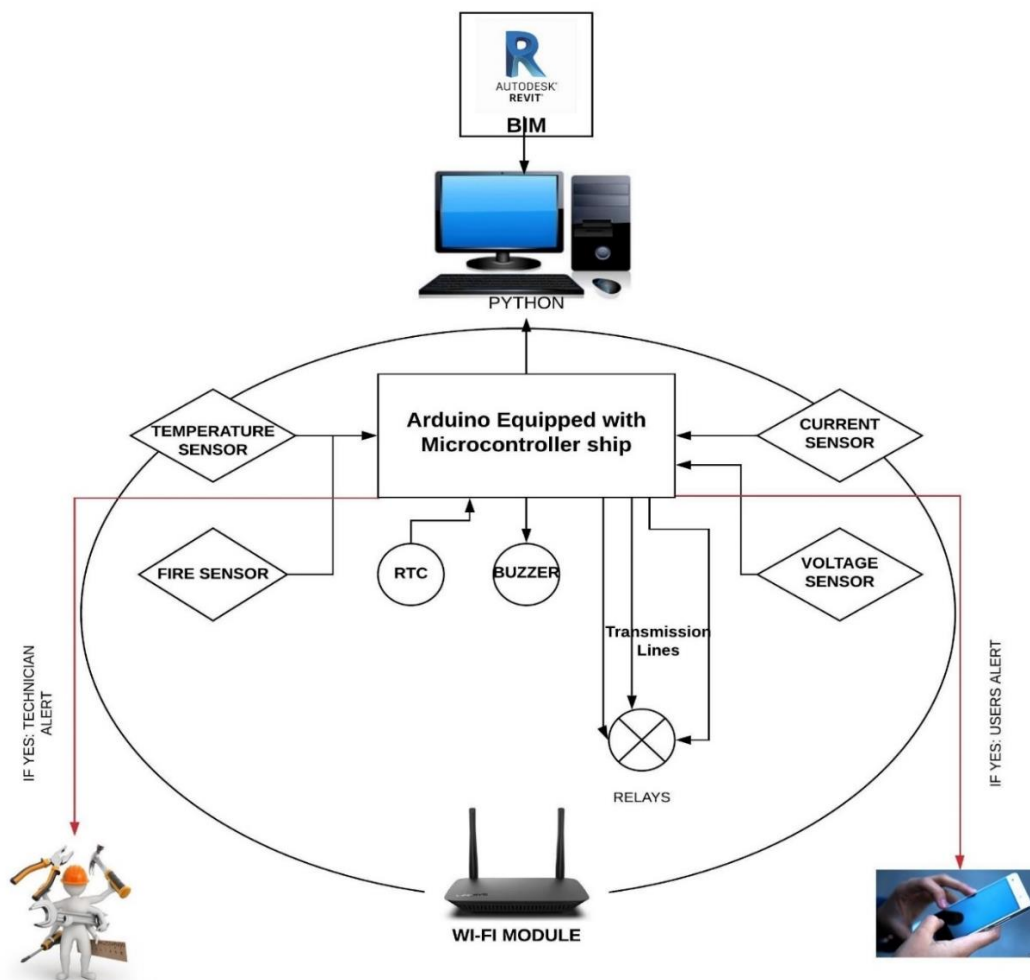 AUTODESK®
REVIT®
BIM
PYTHON
Arduino Equipped with
Microcontroller ship
TEMPERATURE
SENSOR
CURRENT
SENSOR
FIRE SENSOR
RTC
BUZZER
VOLTAGE
SENSOR
Transmission
Lines
IF YES: TECHNICIAN
ALERT
IF YES: USERS ALERT
RELAYS
WI-FI MODULE